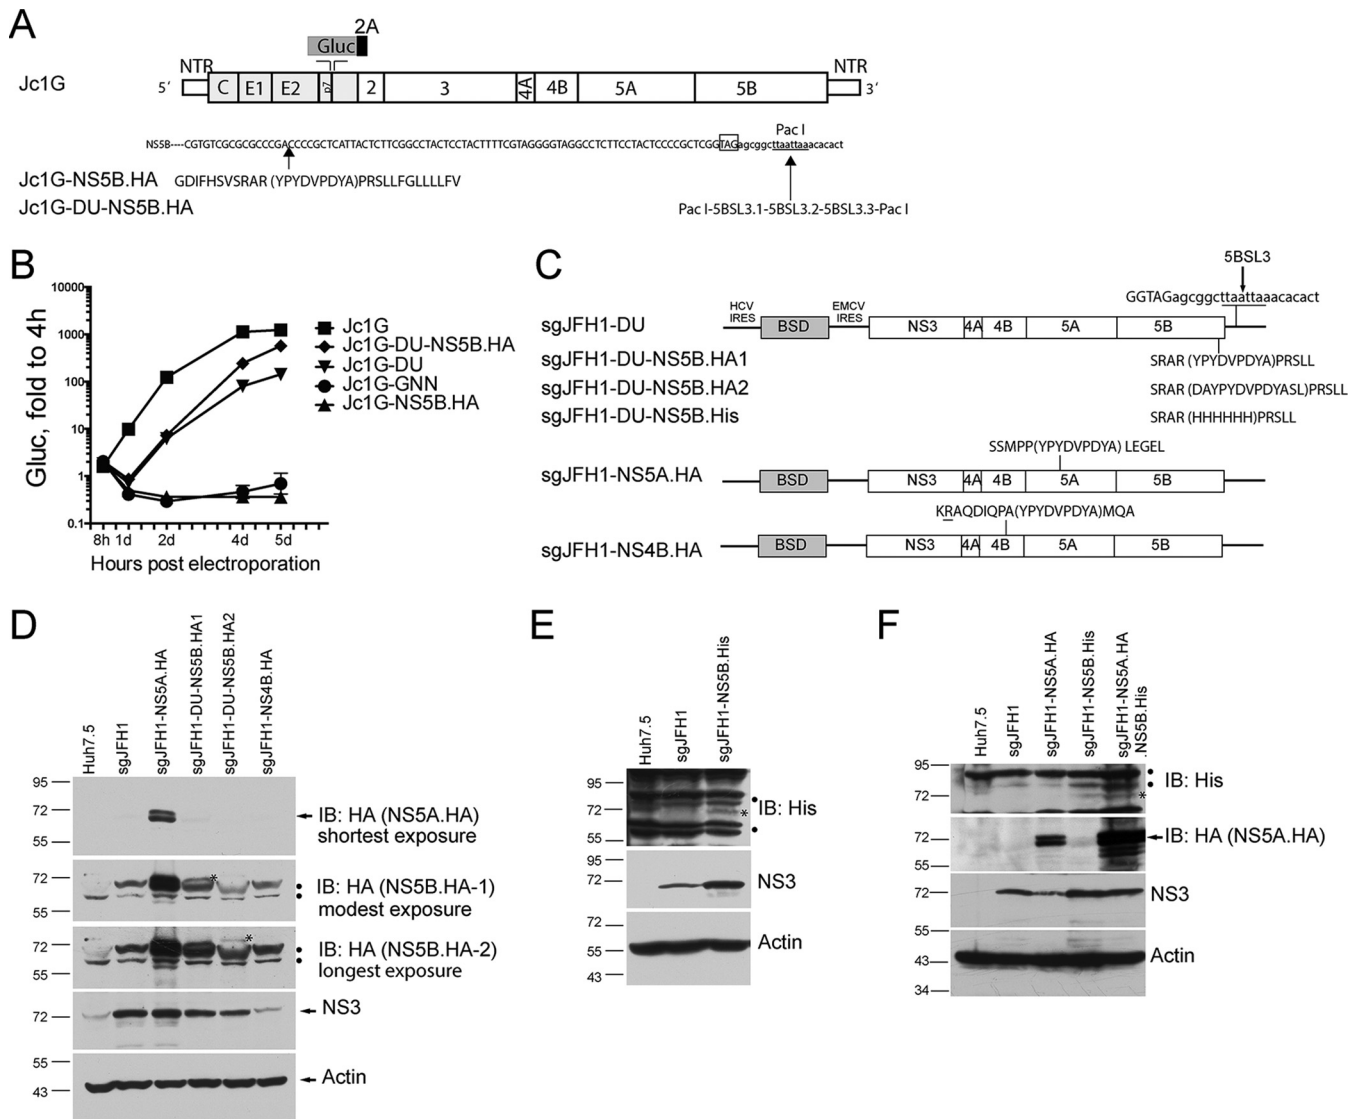 A
2A
Gluc
NTR
NTR
Jc1G
5′
C
E1
E2
p7
2
3
4A
4B
5A
5B
3′
Pac I
NS5B----CGTGTCGCGCGCCCGACCCCGCTCATTACTCTTCGGCCTACTCCTACTTTTCGTAGGGGTAGGCCTCTTCCTACTCCCCGCTCGGTAGagcggcttaattaaacacact
Jc1G-NS5B.HA
GDIFHSVSRAR (YPYDVPDYA)PRSLLFGLLLLFV
Jc1G-DU-NS5B.HA
Pac I-5BSL3.1-5BSL3.2-5BSL3.3-Pac I
B
Gluc, fold to 4h
10000
1000
100
10
1
0.1
8h 1d 2d 4d 5d
Hours post electroporation
Jc1G
Jc1G-DU-NS5B.HA
Jc1G-DU
Jc1G-GNN
Jc1G-NS5B.HA
C
5BSL3
GGTAGagcggcttaattaaacacact
HCV IRES
EMCV IRES
sgJFH1-DU
BSD
NS3
4A
4B
5A
5B
sgJFH1-DU-NS5B.HA1
SRAR (YPYDVPDYA)PRSLL
sgJFH1-DU-NS5B.HA2
SRAR (DAYPYDVPDYASL)PRSLL
sgJFH1-DU-NS5B.His
SRAR (HHHHHH)PRSLL
SSMPP(YPYDVPDYA) LEGEL
sgJFH1-NS5A.HA
BSD
NS3
4A
4B
5A
5B
KRAQDIQPA(YPYDVPDYA)MQA
sgJFH1-NS4B.HA
BSD
NS3
4A
4B
5A
5B
D
Huh7.5
sgJFH1
sgJFH1-NS5A.HA
sgJFH1-DU-NS5B.HA1
sgJFH1-DU-NS5B.HA2
sgJFH1-NS4B.HA
95
72
55
IB: HA (NS5A.HA)
shortest exposure
72
55
*
IB: HA (NS5B.HA-1)
modest exposure
72
55
*
IB: HA (NS5B.HA-2)
longest exposure
72
NS3
55
43
Actin
E
Huh7.5
sgJFH1
sgJFH1-NS5B.His
95
72
55
*
IB: His
95
72
NS3
72
55
43
Actin
F
Huh7.5
sgJFH1
sgJFH1-NS5A.HA
sgJFH1-NS5B.His
sgJFH1-NS5A.HA
.NS5B.His
95
72
*
IB: His
72
55
IB: HA (NS5A.HA)
72
NS3
55
43
34
Actin